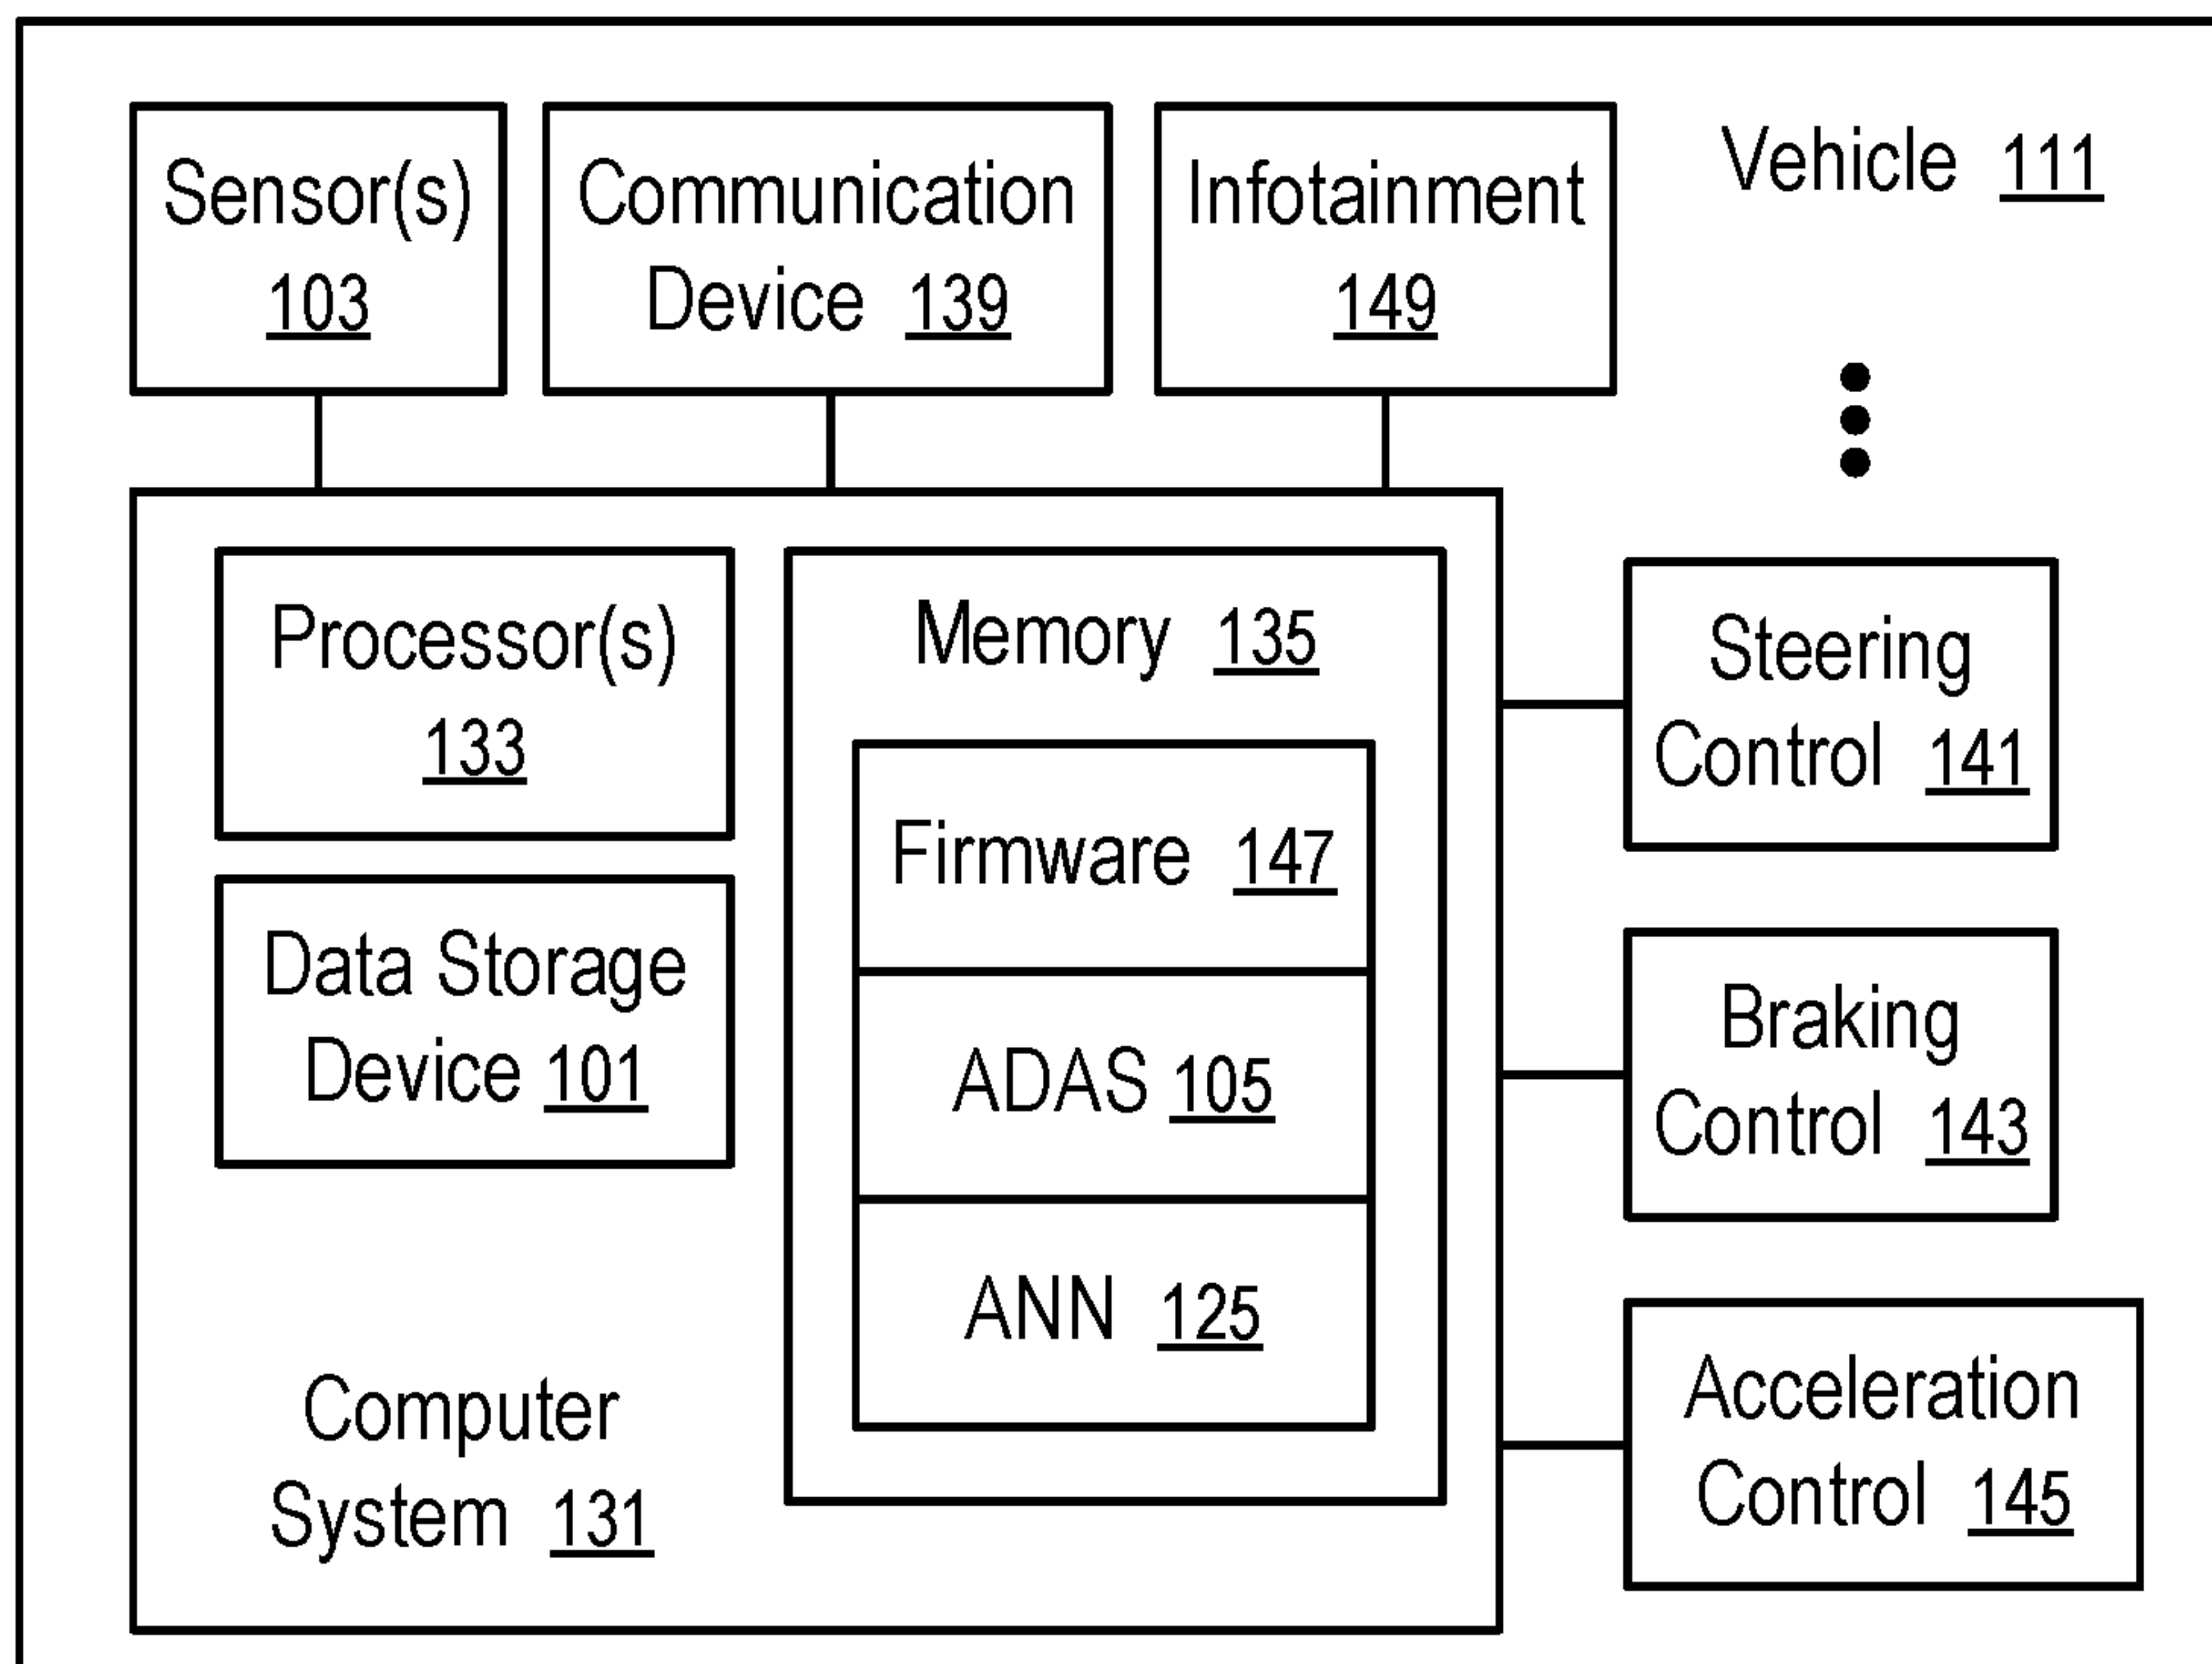 Sensor(s)
103
Communication
Device 139
Infotainment
149
Vehicle 111
Processor(s)
133
Data Storage
Device 101
Computer
System 131
Memory 135
Firmware 147
ADAS 105
ANN 125
Steering
Control 141
Braking
Control 143
Acceleration
Control 145